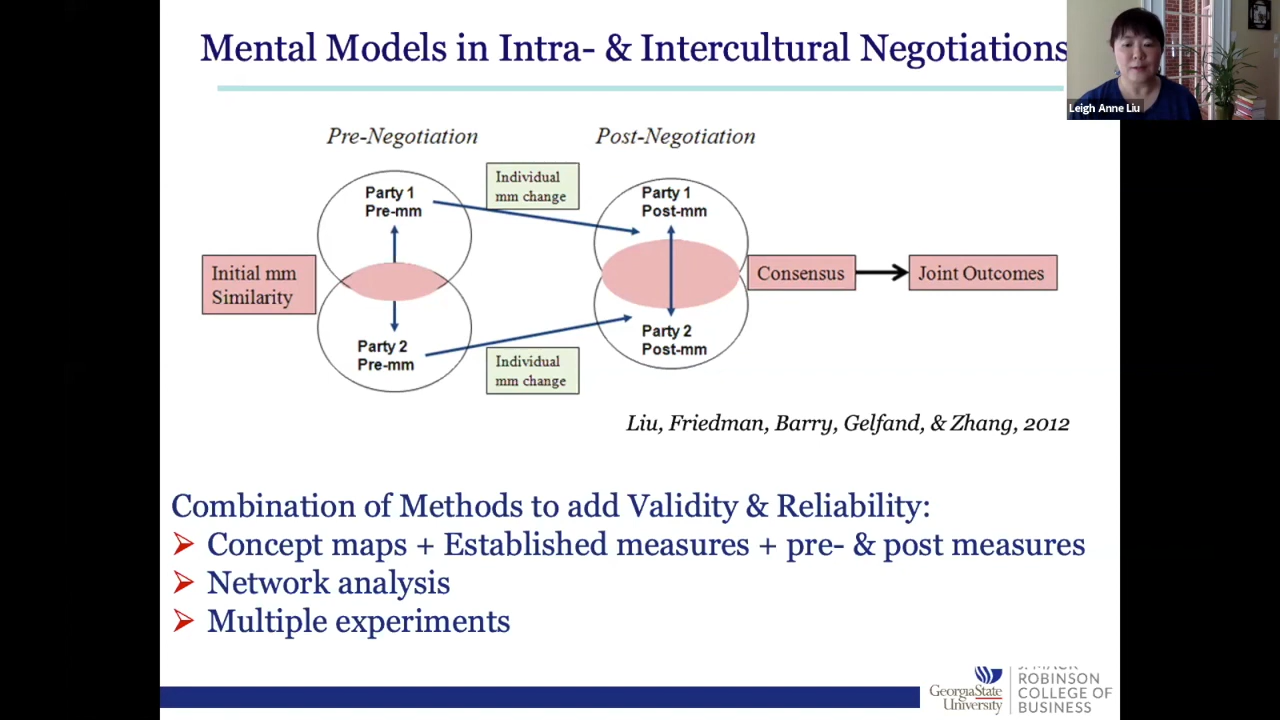 Mental Models in Intra- & Intercultural Negotiations
Leigh Anne Liu
Pre-Negotiation
Post-Negotiation
Individual
mm change
Party 1
Pre-mm
Party 1
Post-mm
Initial mm
Similarity
Consensus
Joint Outcomes
Party 2
Pre-mm
Party 2
Post-mm
Individual
mm change
Liu, Friedman, Barry, Gelfand, & Zhang, 2012
Combination of Methods to add Validity & Reliability:
Concept maps + Established measures + pre- & post measures
Network analysis
Multiple experiments
GeorgiaState
University
J. MACK
ROBINSON
COLLEGE OF
BUSINESS